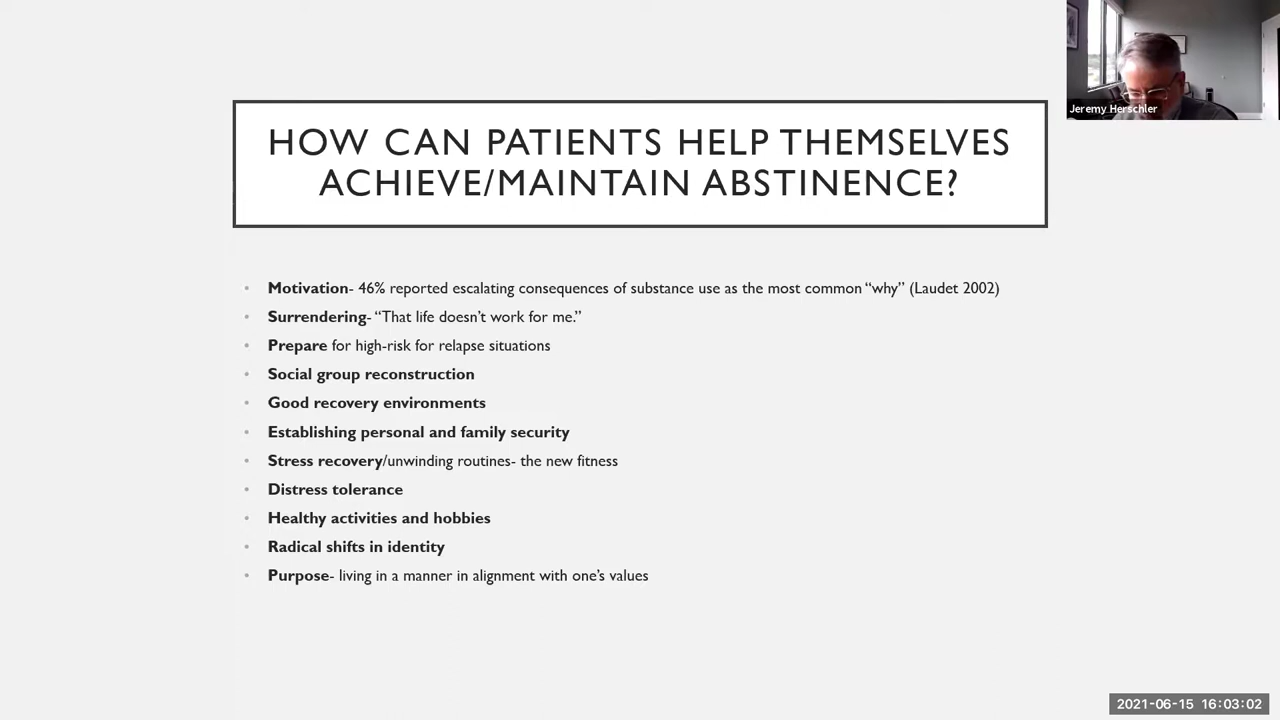 HOW CAN PATIENTS HELP THEMSELVES
ACHIEVE/MAINTAIN ABSTINENCE?
Jeremy Herschler
• Motivation- 46% reported escalating consequences of substance use as the most common “why” (Laudet 2002)
• Surrendering- “That life doesn’t work for me.”
• Prepare for high-risk for relapse situations
• Social group reconstruction
• Good recovery environments
• Establishing personal and family security
• Stress recovery/unwinding routines- the new fitness
• Distress tolerance
• Healthy activities and hobbies
• Radical shifts in identity
• Purpose- living in a manner in alignment with one’s values
2021-06-15 16:03:02